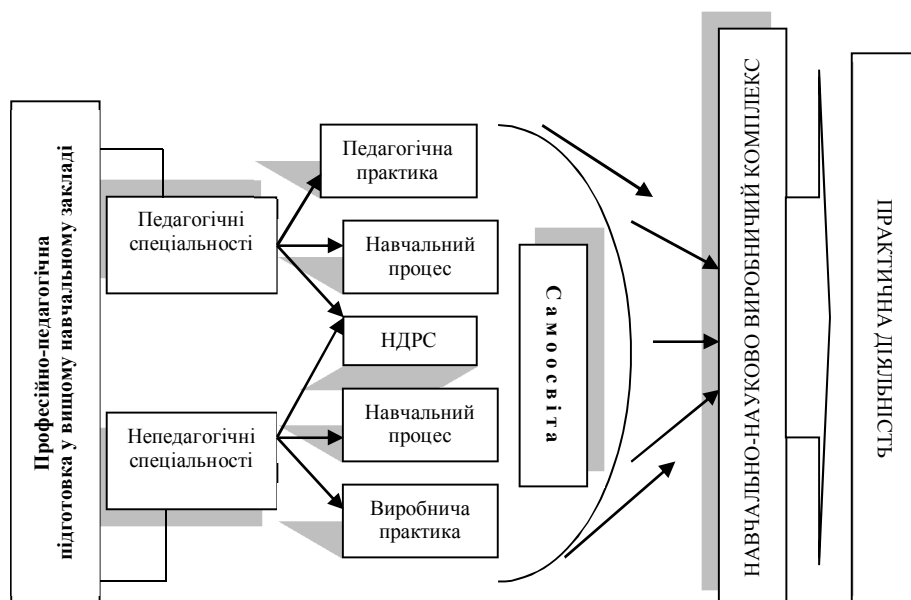 Професійно-педагогічна
підготовка у вищому навчальному закладі
Педагогічні
спеціальності
Непедагогічні
спеціальності
Педагогічна
практика
Навчальний
процес
НДРС
Навчальний
процес
Виробнича
практика
Самоосвіта
НАВЧАЛЬНО-НАУКОВО ВИРОБНИЧИЙ КОМПЛЕКС
ПРАКТИЧНА ДІЯЛЬНІСТЬ